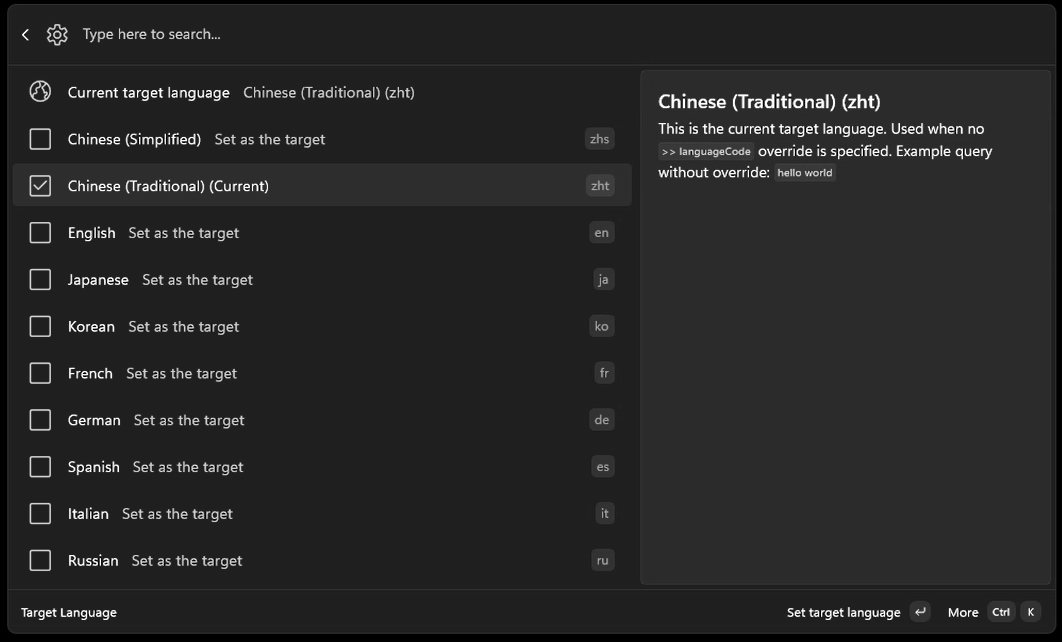 Type here to search...
Current target language Chinese (Traditional) (zht)
Chinese (Simplified) Set as the target zhs
Chinese (Traditional) (Current) zht
English Set as the target en
Japanese Set as the target ja
Korean Set as the target ko
French Set as the target fr
German Set as the target de
Spanish Set as the target es
Italian Set as the target it
Russian Set as the target ru
Chinese (Traditional) (zht)
This is the current target language. Used when no
>> languageCode override is specified. Example query
without override: hello world
Target Language
Set target language ↵ More Ctrl K